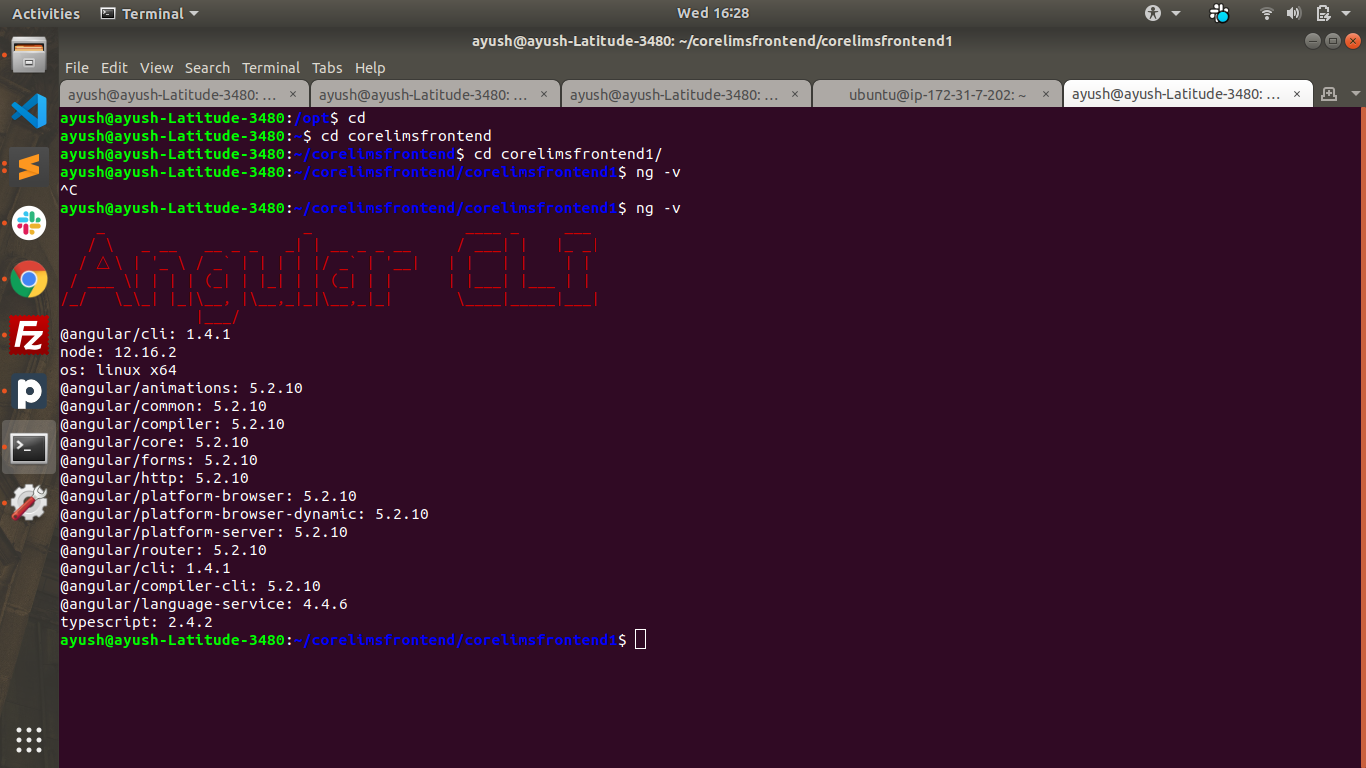 Activities Terminal Wed 16:28
ayush@ayush-Latitude-3480: ~/corelimsfrontend/corelimsfrontend1
File Edit View Search Terminal Tabs Help
ayush@ayush-Latitude-3480: ... × ayush@ayush-Latitude-3480: ... × ayush@ayush-Latitude-3480: ... × ubuntu@ip-172-31-7-202: ~ × ayush@ayush-Latitude-3480: ... ×
ayush@ayush-Latitude-3480:/opt$ cd
ayush@ayush-Latitude-3480:~$ cd corelimsfrontend
ayush@ayush-Latitude-3480:~/corelimsfrontend$ cd corelimsfrontend1/
ayush@ayush-Latitude-3480:~/corelimsfrontend/corelimsfrontend1$ ng -v
^C
ayush@ayush-Latitude-3480:~/corelimsfrontend/corelimsfrontend1$ ng -v
Angular CLI
@angular/cli: 1.4.1
node: 12.16.2
os: linux x64
@angular/animations: 5.2.10
@angular/common: 5.2.10
@angular/compiler: 5.2.10
@angular/core: 5.2.10
@angular/forms: 5.2.10
@angular/http: 5.2.10
@angular/platform-browser: 5.2.10
@angular/platform-browser-dynamic: 5.2.10
@angular/platform-server: 5.2.10
@angular/router: 5.2.10
@angular/cli: 1.4.1
@angular/compiler-cli: 5.2.10
@angular/language-service: 4.4.6
typescript: 2.4.2
ayush@ayush-Latitude-3480:~/corelimsfrontend/corelimsfrontend1$